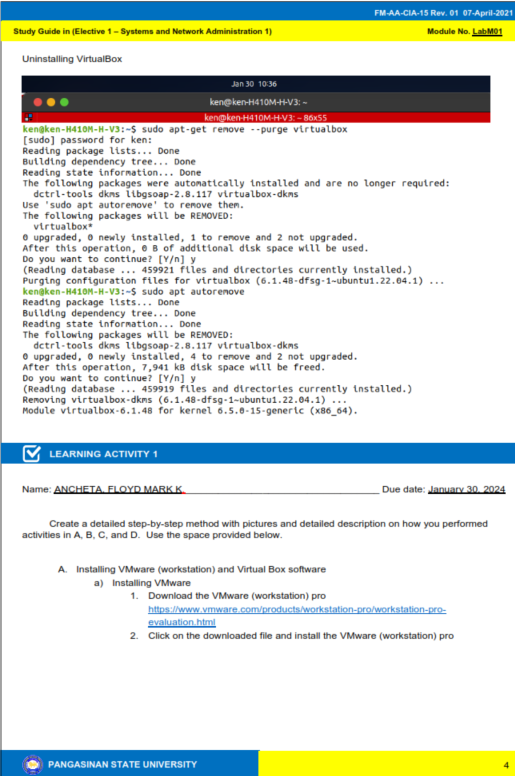 FM-AA-CIA-15 Rev. 01 07-April-2021
Study Guide in (Elective 1 – Systems and Network Administration 1) Module No. LabM01
Uninstalling VirtualBox
Jan 30 10:36
ken@ken-H410M-H-V3: ~
ken@ken-H410M-H-V3: ~ 86x55
ken@ken-H410M-H-V3:~$ sudo apt-get remove --purge virtualbox
[sudo] password for ken:
Reading package lists... Done
Building dependency tree... Done
Reading state information... Done
The following packages were automatically installed and are no longer required:
dctrl-tools dkms libgsoap-2.8.117 virtualbox-dkms
Use 'sudo apt autoremove' to remove them.
The following packages will be REMOVED:
virtualbox*
0 upgraded, 0 newly installed, 1 to remove and 2 not upgraded.
After this operation, 0 B of additional disk space will be used.
Do you want to continue? [Y/n] y
(Reading database ... 459921 files and directories currently installed.)
Purging configuration files for virtualbox (6.1.48-dfsg-1~ubuntu1.22.04.1) ...
ken@ken-H410M-H-V3:~$ sudo apt autoremove
Reading package lists... Done
Building dependency tree... Done
Reading state information... Done
The following packages will be REMOVED:
dctrl-tools dkms libgsoap-2.8.117 virtualbox-dkms
0 upgraded, 0 newly installed, 4 to remove and 2 not upgraded.
After this operation, 7,941 kB disk space will be freed.
Do you want to continue? [Y/n] y
(Reading database ... 459919 files and directories currently installed.)
Removing virtualbox-dkms (6.1.48-dfsg-1~ubuntu1.22.04.1) ...
Module virtualbox-6.1.48 for kernel 6.5.0-15-generic (x86_64).
LEARNING ACTIVITY 1
Name: ANCHETA, FLOYD MARK K. Due date: January 30, 2024
Create a detailed step-by-step method with pictures and detailed description on how you performed
activities in A, B, C, and D. Use the space provided below.
A. Installing VMware (workstation) and Virtual Box software
a) Installing VMware
1. Download the VMware (workstation) pro
https://www.vmware.com/products/workstation-pro/workstation-pro-
evaluation.html
2. Click on the downloaded file and install the VMware (workstation) pro
PANGASINAN STATE UNIVERSITY 4